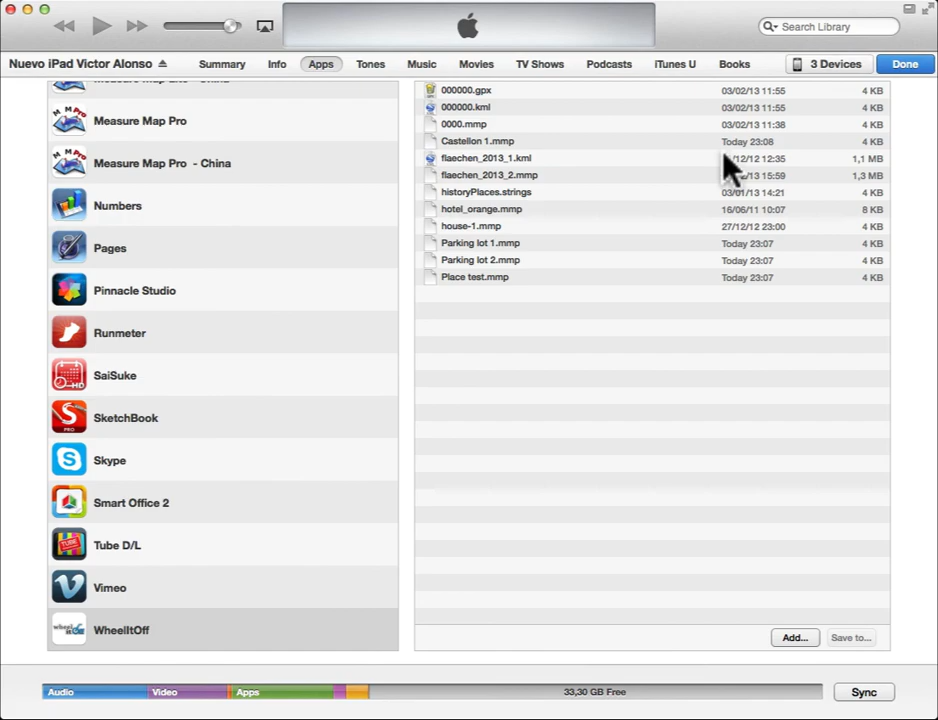 Search Library
Nuevo iPad Victor Alonso Summary Info Apps Tones Music Movies TV Shows Podcasts iTunes U Books 3 Devices Done
Measure Map Pro
Measure Map Pro - China
Numbers
Pages
Pinnacle Studio
Runmeter
SaiSuke
SketchBook
Skype
Smart Office 2
Tube D/L
Vimeo
WheelItOff
000000.gpx 03/02/13 11:55 4 KB
000000.kml 03/02/13 11:55 4 KB
0000.mmp 03/02/13 11:38 4 KB
Castellon 1.mmp Today 23:08 4 KB
flaechen_2013_1.kml /12/12 12:35 1,1 MB
flaechen_2013_2.mmp /13 15:59 1,3 MB
historyPlaces.strings 03/01/13 14:21 4 KB
hotel_orange.mmp 16/06/11 10:07 8 KB
house-1.mmp 27/12/12 23:00 4 KB
Parking lot 1.mmp Today 23:07 4 KB
Parking lot 2.mmp Today 23:07 4 KB
Place test.mmp Today 23:07 4 KB
Add... Save to...
Audio Video Apps 33,30 GB Free Sync